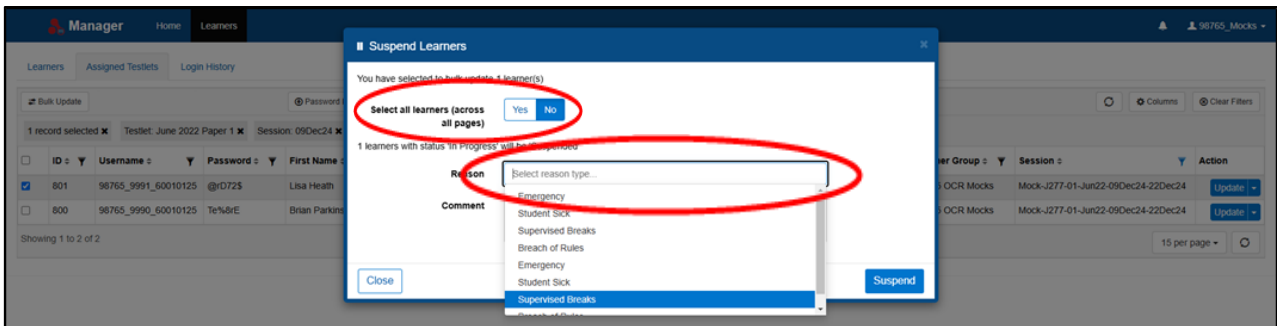 Manager Home Learners 98765_Mocks
Suspend Learners
Learners Assigned Testlets Login History
You have selected to bulk update 1 learner(s)
Bulk Update Password
Select all learners (across all pages) Yes No
Columns Clear Filters
1 record selected Testlet: June 2022 Paper 1 Session: 09Dec24
1 learners with status 'In Progress' will be 'Suspended'
ID Username Password First Name er Group Session Action
Reason Select reason type...
801 98765_9991_60010125 @rD72$ Lisa Heath OCR Mocks Mock-J277-01-Jun22-09Dec24-22Dec24 Update
800 98765_9990_60010125 Te%8rE Brian Parkins OCR Mocks Mock-J277-01-Jun22-09Dec24-22Dec24 Update
Comment
Emergency
Student Sick
Supervised Breaks
Breach of Rules
Emergency
Student Sick
Supervised Breaks
Breach of Rules
Showing 1 to 2 of 2
15 per page
Close Suspend